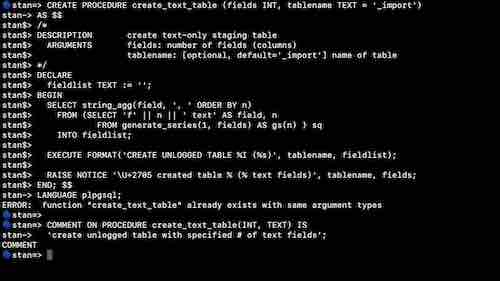 stan=> CREATE PROCEDURE create_text_table (fields INT, tablename TEXT = '_import')
stan-> AS $$
stan$> /*
stan$> DESCRIPTION create text-only staging table
stan$> ARGUMENTS fields: number of fields (columns)
stan$> tablename: [optional, default='_import'] name of table
stan$> */
stan$> DECLARE
stan$> fieldlist TEXT := '';
stan$> BEGIN
stan$> SELECT string_agg(field, ', ' ORDER BY n)
stan$> FROM (SELECT 'f' || n || ' text' AS field, n
stan$> FROM generate_series(1, fields) AS gs(n) ) sq
stan$> INTO fieldlist;
stan$>
stan$> EXECUTE FORMAT('CREATE UNLOGGED TABLE %I (%s)', tablename, fieldlist);
stan$>
stan$> RAISE NOTICE '\U+2705 created table % (% text fields)', tablename, fields;
stan$> END; $$
stan-> LANGUAGE plpgsql;
ERROR: function "create_text_table" already exists with same argument types
stan=>
stan=> COMMENT ON PROCEDURE create_text_table(INT, TEXT) IS
stan-> 'create unlogged table with specified # of text fields';
COMMENT
stan=>